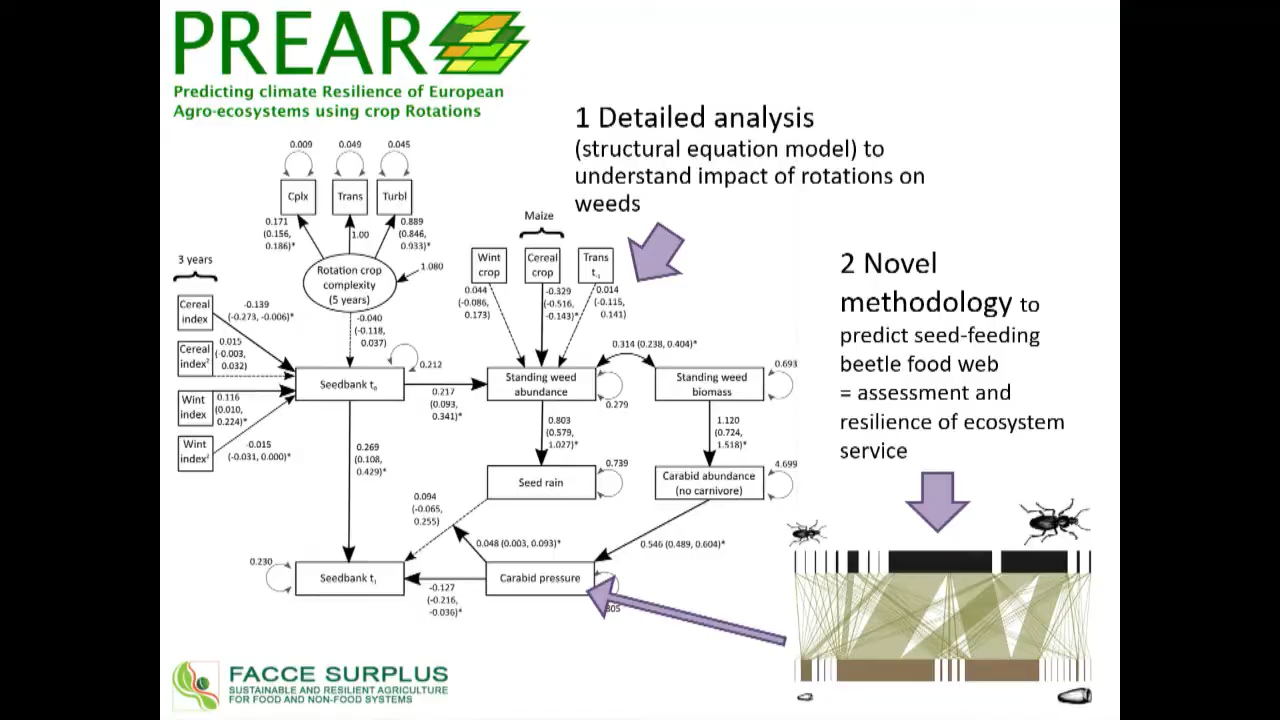 PREAR
Predicting climate Resilience of European
Agro-ecosystems using crop Rotations
1 Detailed analysis
(structural equation model) to
understand impact of rotations on
weeds
2 Novel
methodology to
predict seed-feeding
beetle food web
= assessment and
resilience of ecosystem
service
0.009
0.049
0.045
Cplx
Trans
Turbl
0.171
(0.156,
0.186)*
1.00
0.889
(0.846,
0.933)*
Rotation crop
complexity
(5 years)
1.080
3 years
Cereal
index
-0.139
(-0.273, -0.006)*
Cereal
index²
0.015
(-0.003,
0.032)
Wint
index
0.116
(0.010,
0.224)*
Wint
index²
-0.015
(-0.031, 0.000)*
-0.040
(-0.118,
0.037)
Maize
Wint
crop
Cereal
crop
Trans
t-1
0.044
(-0.086,
0.173)
-0.329
(-0.516,
-0.143)*
0.014
(-0.115,
0.141)
0.314 (0.238, 0.404)*
Seedbank t0
0.212
0.217
(0.093,
0.341)*
Standing weed
abundance
0.279
Standing weed
biomass
0.693
0.269
(0.108,
0.429)*
0.803
(0.579,
1.027)*
1.120
(0.724,
1.518)*
Seed rain
0.739
Carabid abundance
(no carnivore)
4.699
0.094
(-0.065,
0.255)
0.048 (0.003, 0.093)*
0.546 (0.489, 0.604)*
0.230
Seedbank t1
-0.127
(-0.216,
-0.036)*
Carabid pressure
805
FACCE SURPLUS
SUSTAINABLE AND RESILIENT AGRICULTURE
FOR FOOD AND NON-FOOD SYSTEMS